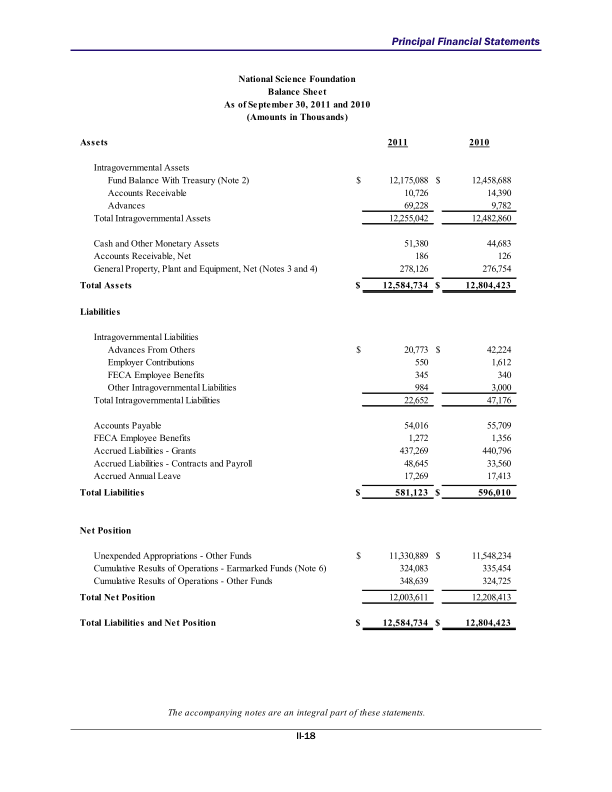 Principal Financial Statements
National Science Foundation
Balance Sheet
As of September 30, 2011 and 2010
(Amounts in Thousands)
Assets 2011 2010
Intragovernmental Assets
Fund Balance With Treasury (Note 2) $ 12,175,088 $ 12,458,688
Accounts Receivable 10,726 14,390
Advances 69,228 9,782
Total Intragovernmental Assets 12,255,042 12,482,860
Cash and Other Monetary Assets 51,380 44,683
Accounts Receivable, Net 186 126
General Property, Plant and Equipment, Net (Notes 3 and 4) 278,126 276,754
Total Assets $ 12,584,734 $ 12,804,423
Liabilities
Intragovernmental Liabilities
Advances From Others $ 20,773 $ 42,224
Employer Contributions 550 1,612
FECA Employee Benefits 345 340
Other Intragovernmental Liabilities 984 3,000
Total Intragovernmental Liabilities 22,652 47,176
Accounts Payable 54,016 55,709
FECA Employee Benefits 1,272 1,356
Accrued Liabilities - Grants 437,269 440,796
Accrued Liabilities - Contracts and Payroll 48,645 33,560
Accrued Annual Leave 17,269 17,413
Total Liabilities $ 581,123 $ 596,010
Net Position
Unexpended Appropriations - Other Funds $ 11,330,889 $ 11,548,234
Cumulative Results of Operations - Earmarked Funds (Note 6) 324,083 335,454
Cumulative Results of Operations - Other Funds 348,639 324,725
Total Net Position 12,003,611 12,208,413
Total Liabilities and Net Position $ 12,584,734 $ 12,804,423
The accompanying notes are an integral part of these statements.
II-18